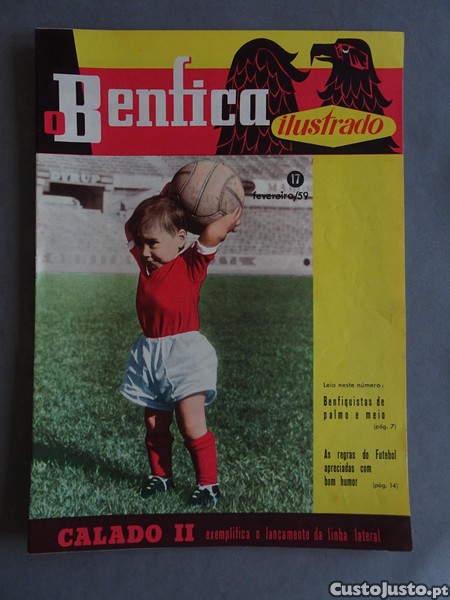 O Benfica
ilustrado
17
fevereiro/59
Leia neste número:
Benfiquistas de
palmo e meio
(pág. 7)
As regras do Futebol
apreciadas com
bom humor (pág. 14)
CALADO II exemplifica o lançamento da linha lateral
CustoJusto.pt